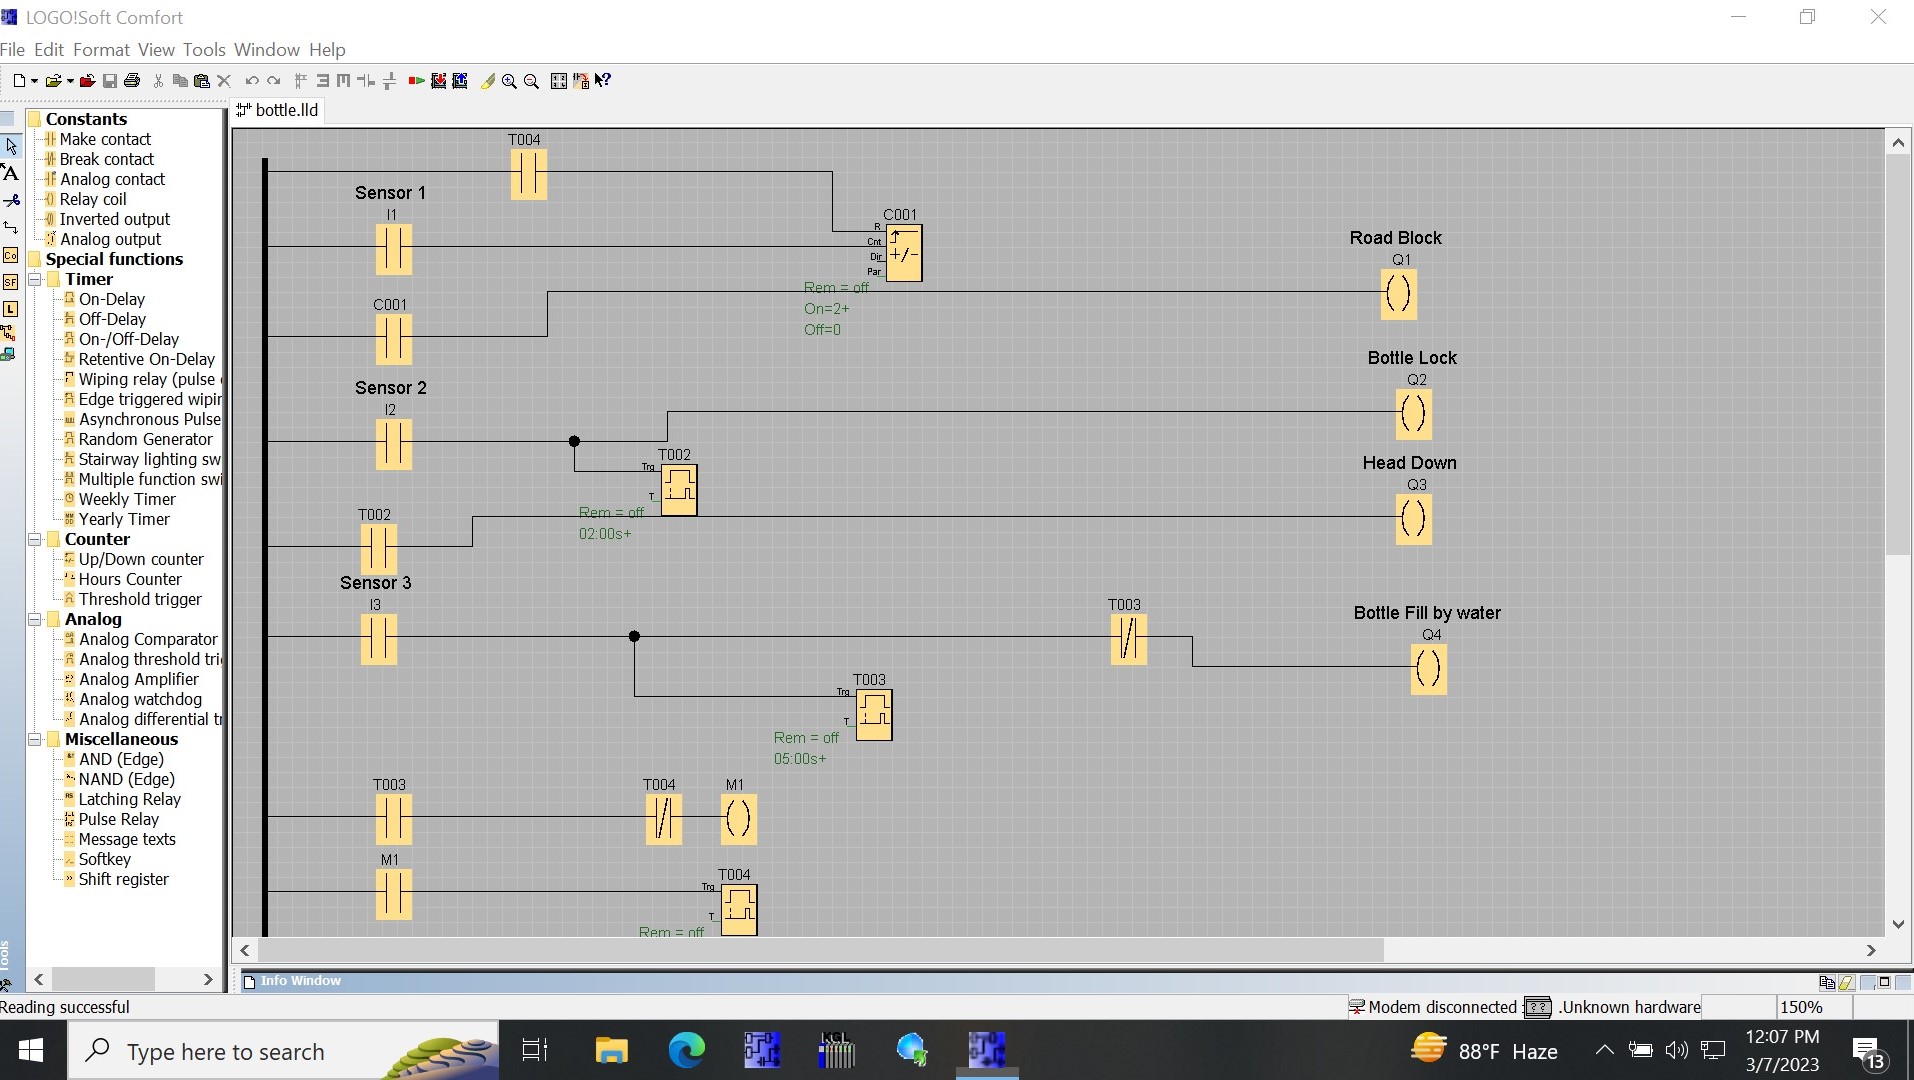 LOGO!Soft Comfort
File Edit Format View Tools Window Help
bottle.lld
Constants
Make contact
Break contact
Analog contact
Relay coil
Inverted output
Analog output
Special functions
Timer
On-Delay
Off-Delay
On-/Off-Delay
Retentive On-Delay
Wiping relay (pulse
Edge triggered wipin
Asynchronous Pulse
Random Generator
Stairway lighting sw
Multiple function swi
Weekly Timer
Yearly Timer
Counter
Up/Down counter
Hours Counter
Threshold trigger
Analog
Analog Comparator
Analog threshold trig
Analog Amplifier
Analog watchdog
Analog differential tr
Miscellaneous
AND (Edge)
NAND (Edge)
Latching Relay
Pulse Relay
Message texts
Softkey
Shift register
Tools
T004
Sensor 1
I1
C001
R
Cnt
Dir
Par
+/-
Rem = off
On=2+
Off=0
Road Block
Q1
C001
Sensor 2
I2
Bottle Lock
Q2
T002
Trg
T
Rem = off
02:00s+
Head Down
Q3
T002
Sensor 3
I3
T003
Bottle Fill by water
Q4
T003
Trg
T
Rem = off
05:00s+
T003
T004
M1
M1
T004
Trg
T
Rem = off
Info Window
Reading successful
Modem disconnected
? ?
.Unknown hardware
150%
Type here to search
KGL
88°F Haze
12:07 PM
3/7/2023
13